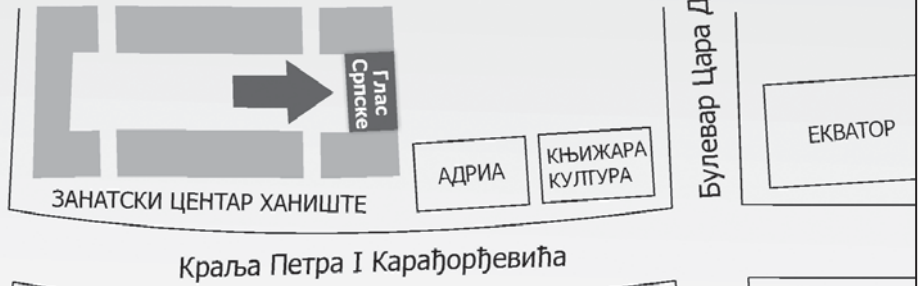 Глас
Српске
АДРИА
КЊИЖАРА
КУЛТУРА
ЕКВАТОР
ЗАНАТСКИ ЦЕНТАР ХАНИШТЕ
Булевар Цара
Краља Петра I Карађорђевића